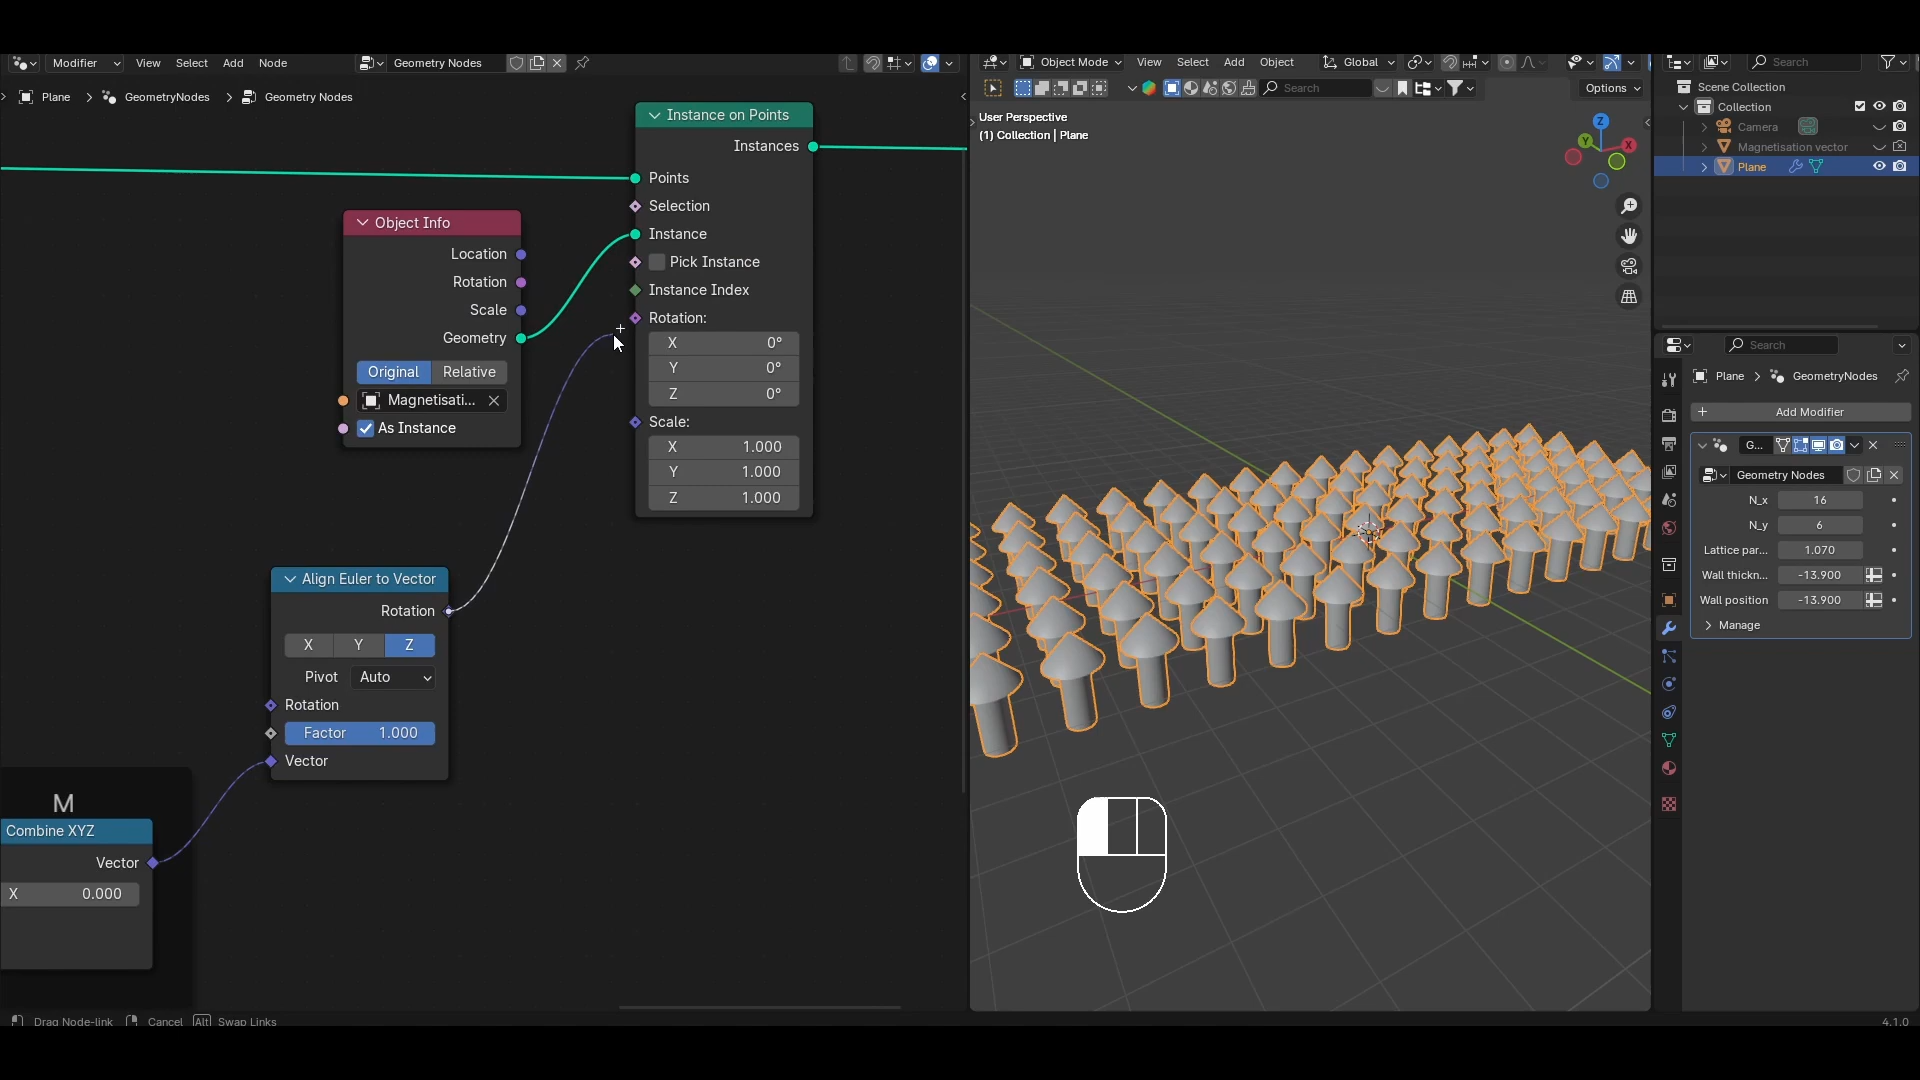 Modifier
View
Select
Add
Node
Geometry Nodes
Plane
GeometryNodes
Geometry Nodes
Instance on Points
Instances
Points
Selection
Instance
Pick Instance
Instance Index
Rotation:
X 0°
Y 0°
Z 0°
Scale:
X 1.000
Y 1.000
Z 1.000
Object Info
Location
Rotation
Scale
Geometry
Original Relative
Magnetisati...
As Instance
Align Euler to Vector
Rotation
X Y Z
Pivot Auto
Rotation
Factor 1.000
Vector
M
Combine XYZ
Vector
X 0.000
Drag Node-link
Cancel
Alt Swap Links
Object Mode
View
Select
Add
Object
Global
Search
Options
User Perspective
(1) Collection | Plane
Z
Y
X
Search
Scene Collection
Collection
Camera
Magnetisation vector
Plane
Search
Plane
GeometryNodes
Add Modifier
G...
Geometry Nodes
N_x 16
N_y 6
Lattice par... 1.070
Wall thickn... -13.900
Wall position -13.900
Manage
4.1.0